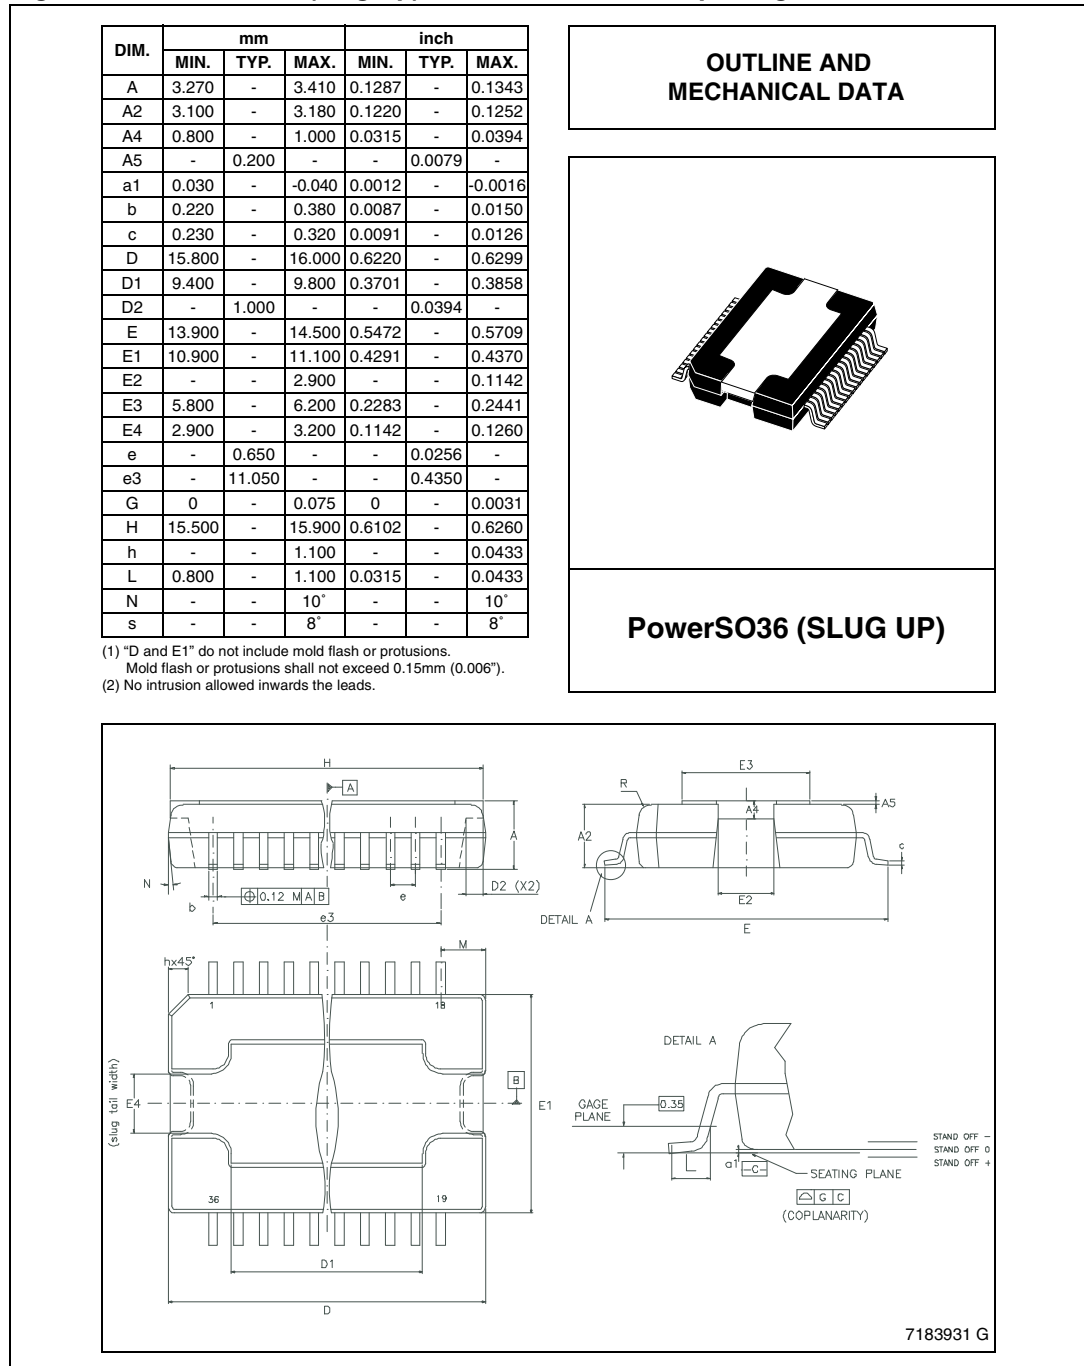 DIM. mm inch
MIN. TYP. MAX. MIN. TYP. MAX.
A 3.270 - 3.410 0.1287 - 0.1343
A2 3.100 - 3.180 0.1220 - 0.1252
A4 0.800 - 1.000 0.0315 - 0.0394
A5 - 0.200 - - 0.0079 -
a1 0.030 - -0.040 0.0012 - -0.0016
b 0.220 - 0.380 0.0087 - 0.0150
c 0.230 - 0.320 0.0091 - 0.0126
D 15.800 - 16.000 0.6220 - 0.6299
D1 9.400 - 9.800 0.3701 - 0.3858
D2 - 1.000 - - 0.0394 -
E 13.900 - 14.500 0.5472 - 0.5709
E1 10.900 - 11.100 0.4291 - 0.4370
E2 - - 2.900 - - 0.1142
E3 5.800 - 6.200 0.2283 - 0.2441
E4 2.900 - 3.200 0.1142 - 0.1260
e - 0.650 - - 0.0256 -
e3 - 11.050 - - 0.4350 -
G 0 - 0.075 0 - 0.0031
H 15.500 - 15.900 0.6102 - 0.6260
h - - 1.100 - - 0.0433
L 0.800 - 1.100 0.0315 - 0.0433
N - - 10˚ - - 10˚
s - - 8˚ - - 8˚
(1) “D and E1” do not include mold flash or protusions.
Mold flash or protusions shall not exceed 0.15mm (0.006”).
(2) No intrusion allowed inwards the leads.
OUTLINE AND
MECHANICAL DATA
PowerSO36 (SLUG UP)
H
A
A
N
b
0.12 M A B
e
D2 (X2)
e3
E3
R
A4
A5
A2
c
E2
DETAIL A
E
M
hx45°
1
18
B
E4
(slug tail width)
E1
36
19
D1
D
DETAIL A
GAGE
PLANE
0.35
L
a1
-C-
SEATING PLANE
G C
(COPLANARITY)
STAND OFF -
STAND OFF 0
STAND OFF +
7183931 G